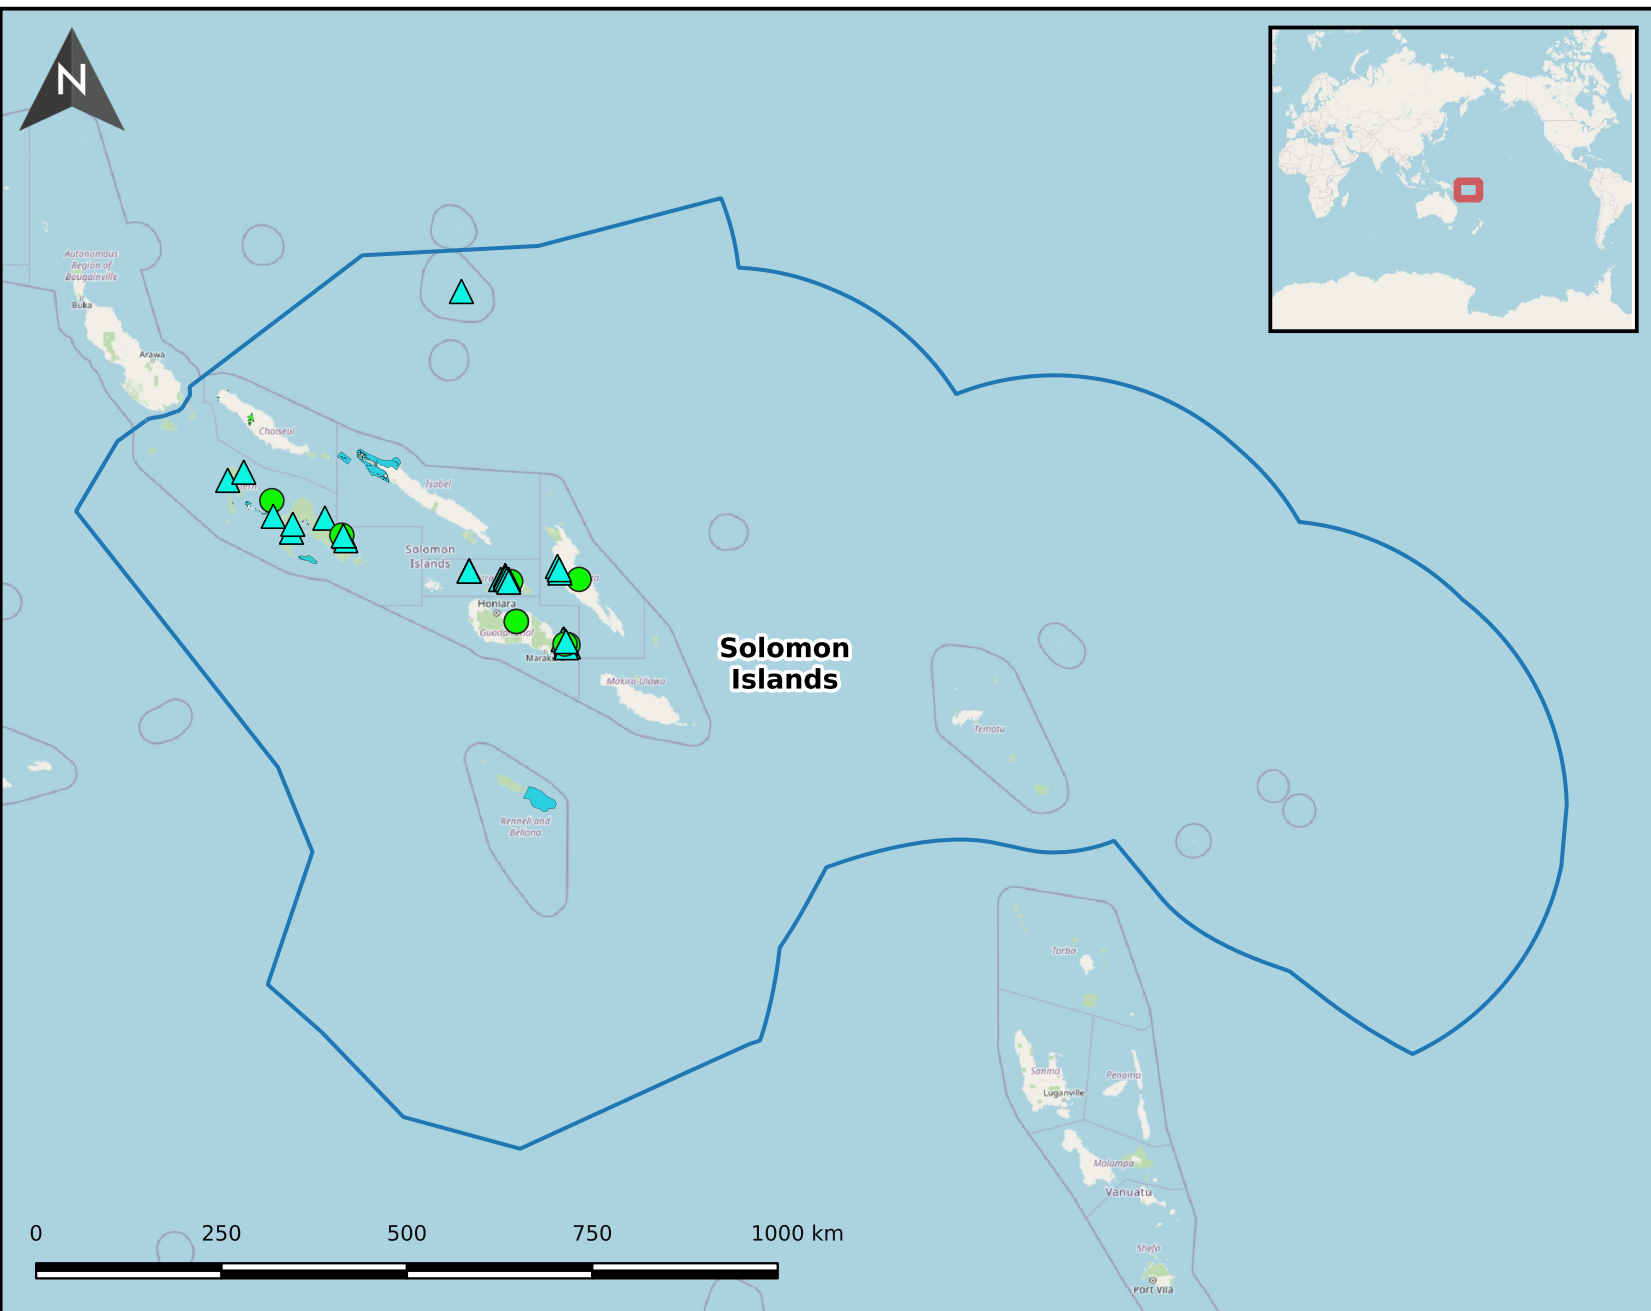 N
Autonomous
Region of
Bougainville
Buka
Arawa
Choiseul
Isabel
Solomon
Islands
Honiara
Guadalcanal
Makira-Ulawa
Solomon
Islands
Temotu
Rennell and
Bellona
Torba
Sanma
Penama
Luganville
Malampa
Vanuatu
Shefa
Port Vila
0 250 500 750 1000 km